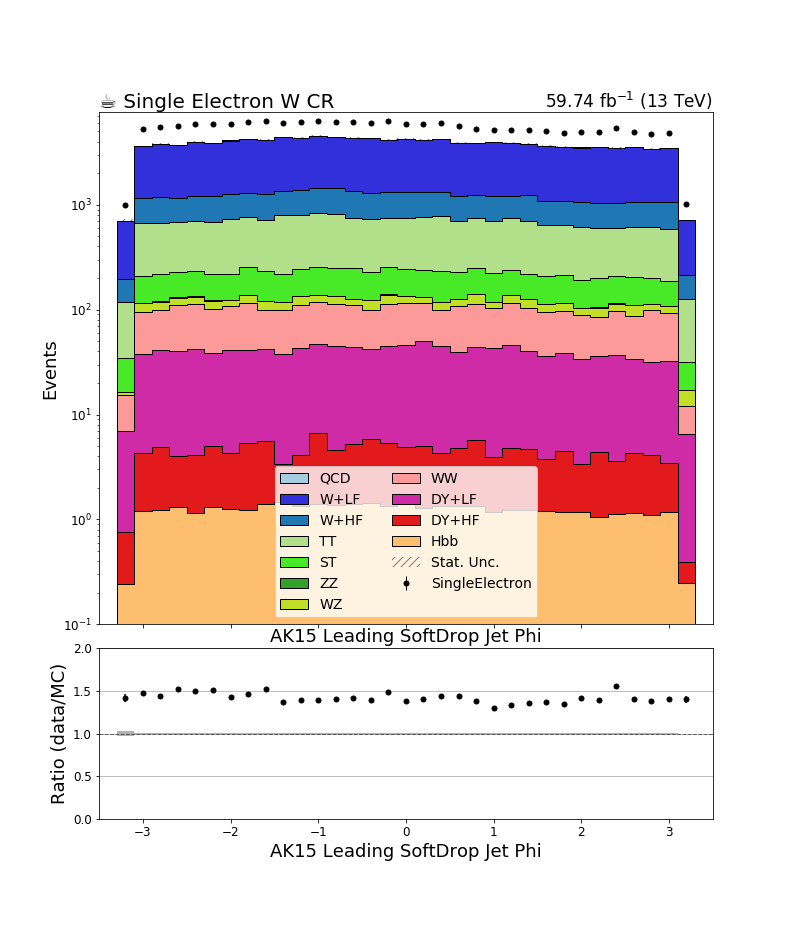 ☕ Single Electron W CR
59.74 fb⁻¹ (13 TeV)
Events
10³
10²
10¹
10⁰
10⁻¹
QCD
W+LF
W+HF
TT
ST
ZZ
WZ
WW
DY+LF
DY+HF
Hbb
Stat. Unc.
SingleElectron
AK15 Leading SoftDrop Jet Phi
Ratio (data/MC)
2.0
1.5
1.0
0.5
0.0
−3 −2 −1 0 1 2 3
AK15 Leading SoftDrop Jet Phi